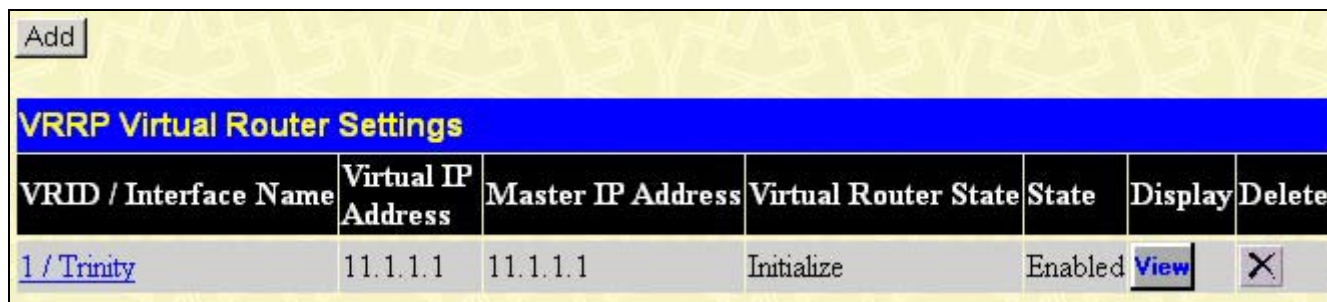 Add
VRRP Virtual Router Settings
VRID / Interface Name Virtual IP Address Master IP Address Virtual Router State State Display Delete
1 / Trinity 11.1.1.1 11.1.1.1 Initialize Enabled View X